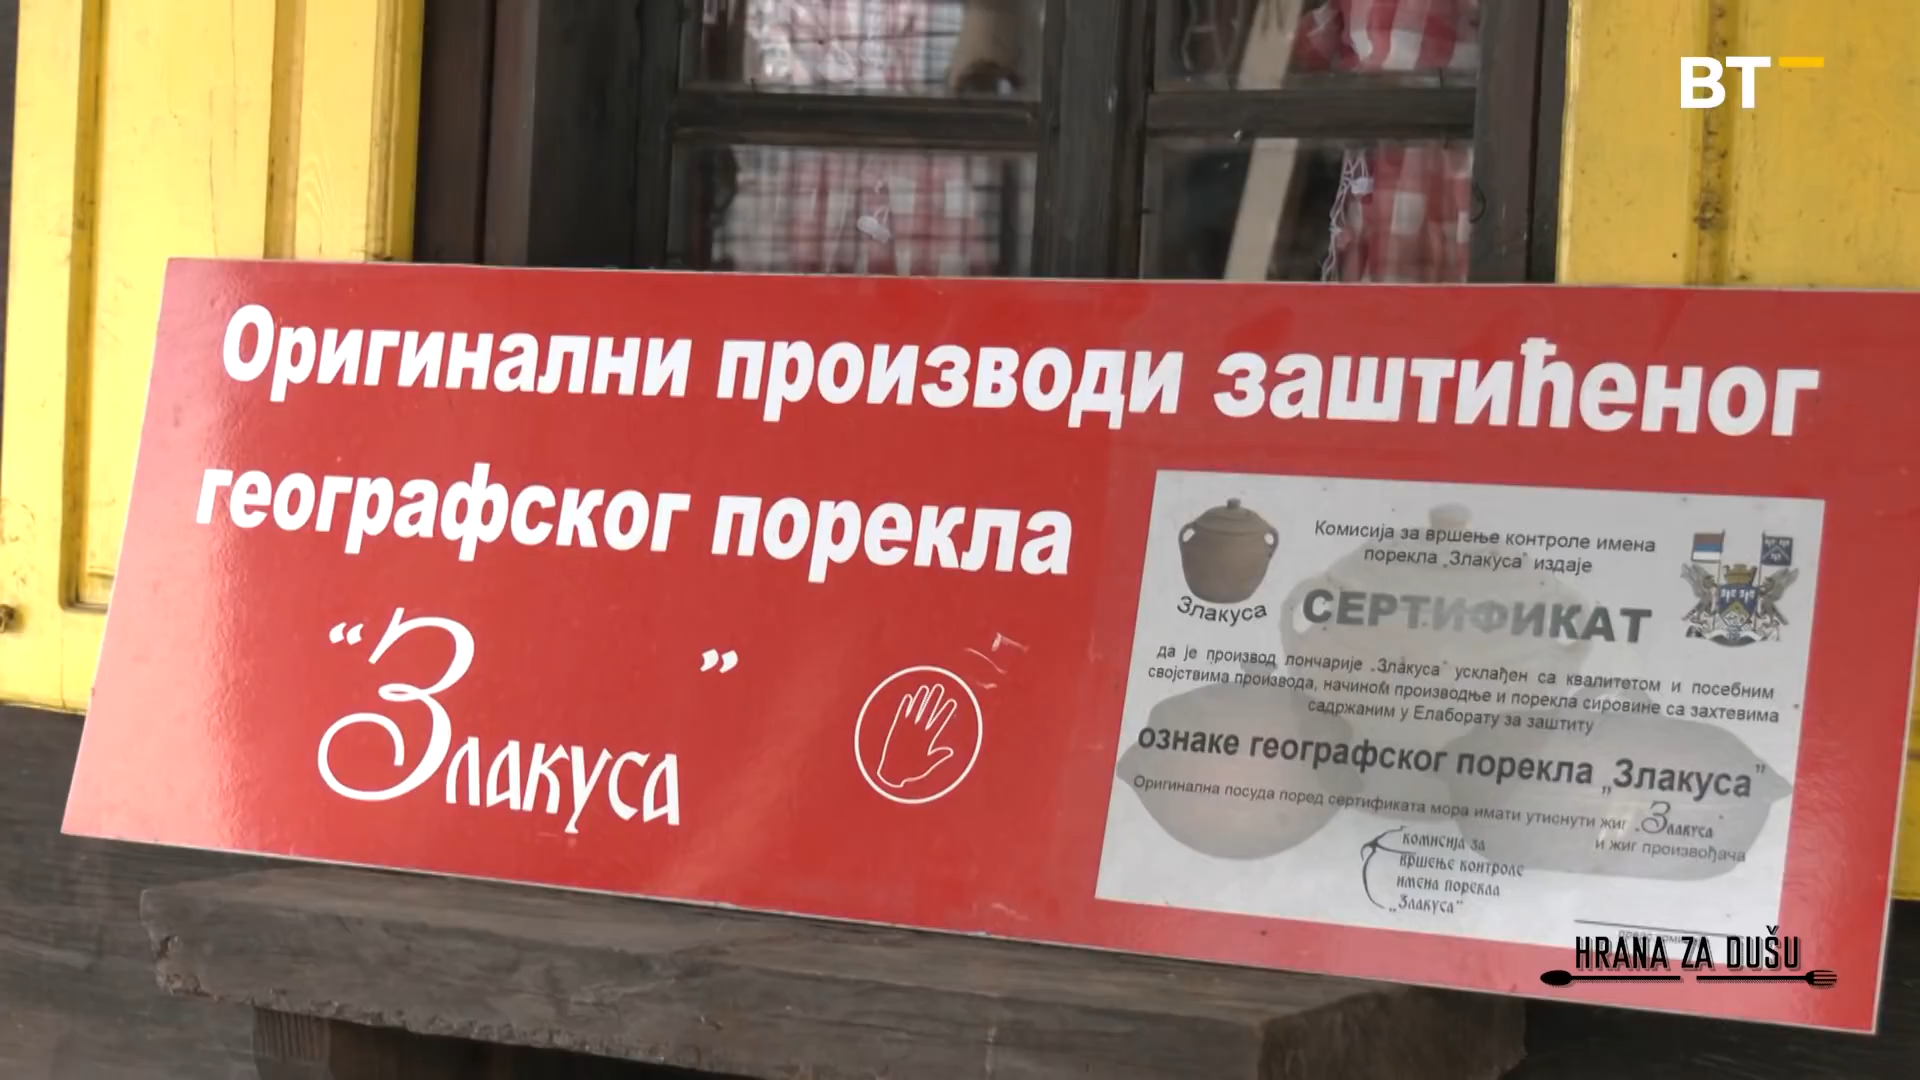 BT
Оригинални производи заштићеног
географског порекла
“Злакуса”
Злакуса
Комисија за вршење контроле имена
порекла „Злакуса“ издаје
СЕРТИФИКАТ
да је производ лончарије „Злакуса“ усклађен са квалитетом и посебним
својствима производа, начином производње и порекла сировине са захтевима
садржаним у Елаборату за заштиту
ознаке географског порекла „Злакуса”
Оригинална посуда поред сертификата мора имати утиснути жиг „Злакуса
и жиг произвођача
комисија за
вршење контроле
имена порекла
„Злакуса“
HRANA ZA DUŠU